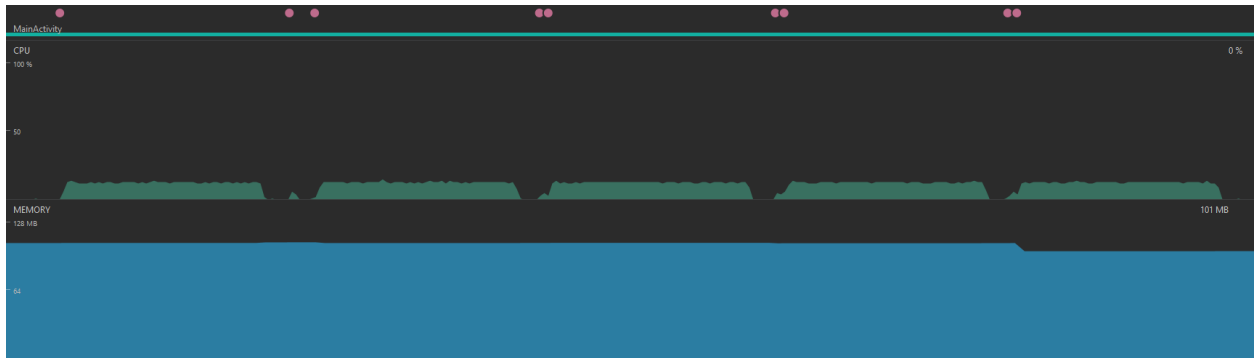 MainActivity
CPU
0 %
100 %
50
MEMORY
101 MB
128 MB
64